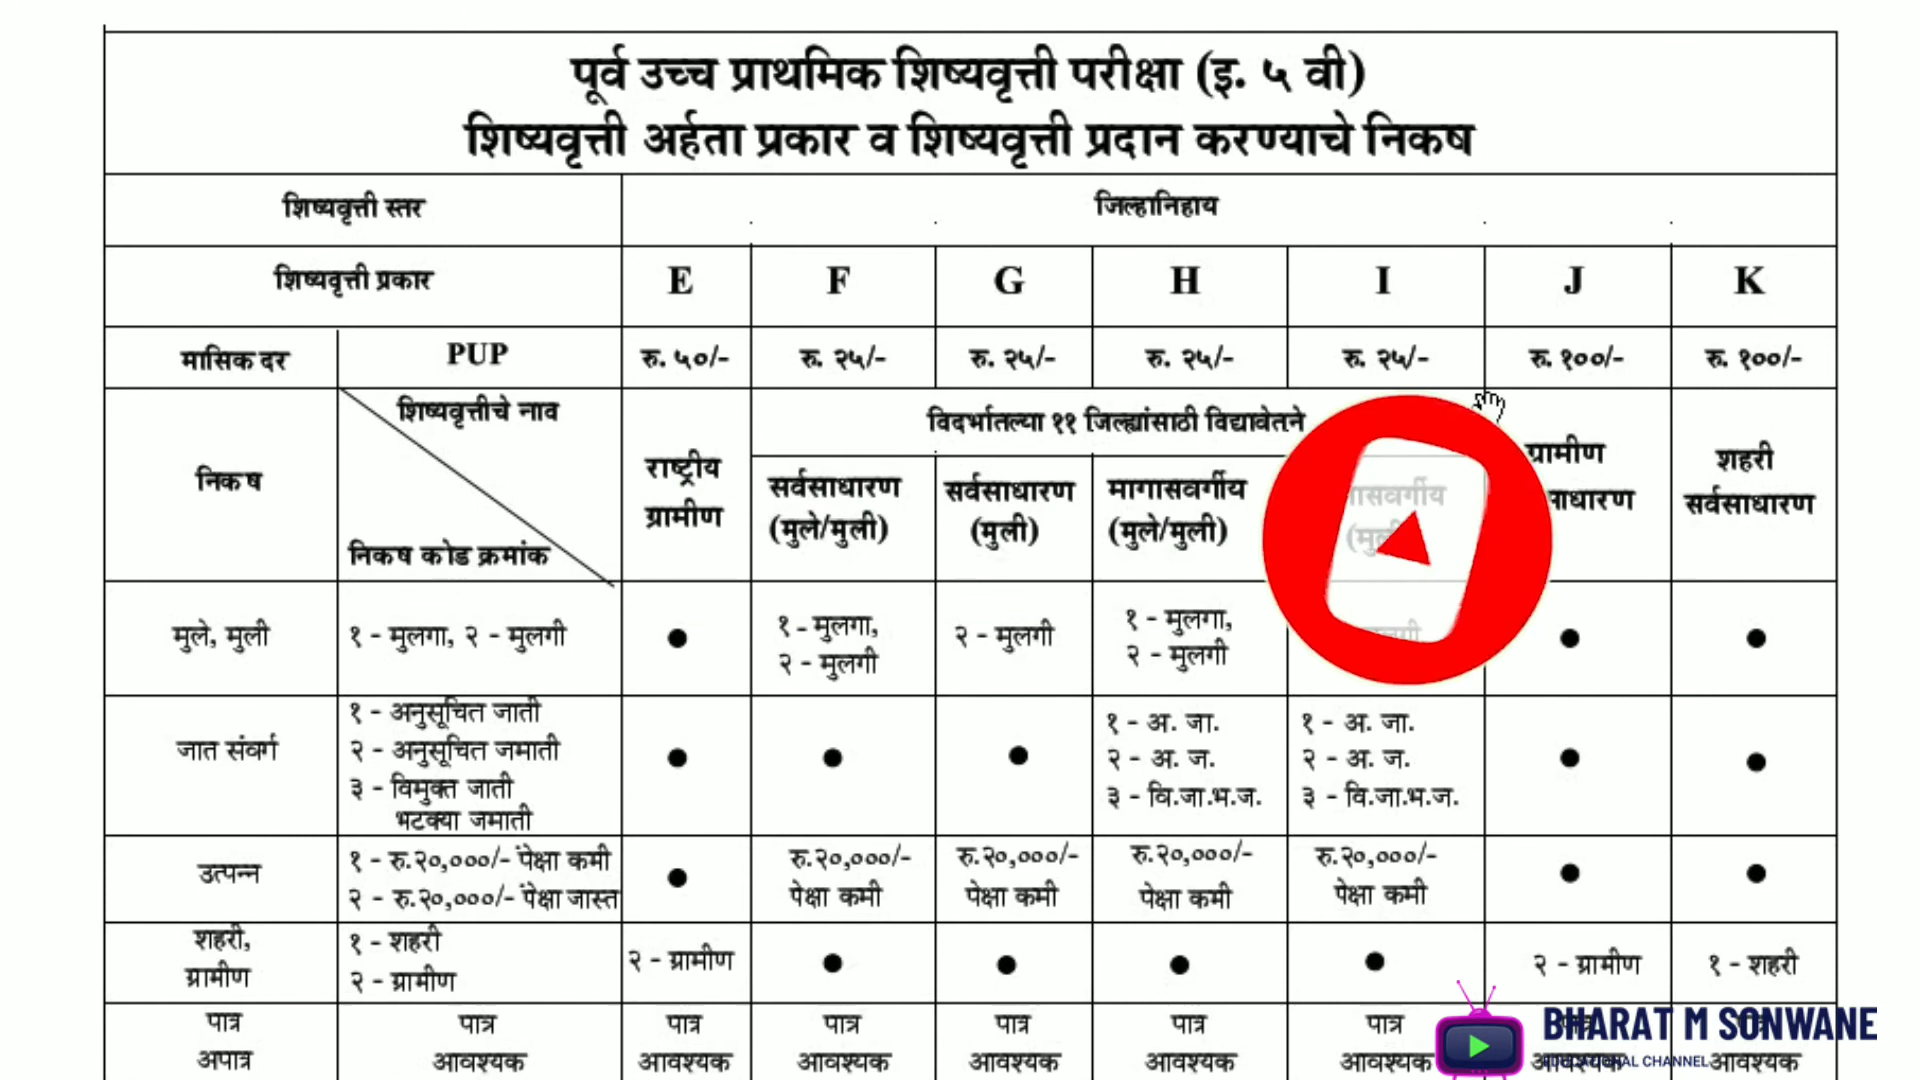 पूर्व उच्च प्राथमिक शिष्यवृत्ती परीक्षा (इ. ५ वी)
शिष्यवृत्ती अर्हता प्रकार व शिष्यवृत्ती प्रदान करण्याचे निकष
शिष्यवृत्ती स्तर जिल्हानिहाय
शिष्यवृत्ती प्रकार E F G H I J K
मासिक दर PUP रु. ५०/- रु. २५/- रु. २५/- रु. २५/- रु. २५/- रु. १००/- रु. १००/-
निकष
शिष्यवृत्तीचे नाव
निकष कोड क्रमांक
राष्ट्रीय
ग्रामीण
विदर्भातल्या ११ जिल्ह्यांसाठी विद्यावेतने
सर्वसाधारण
(मुले/मुली)
सर्वसाधारण
(मुली)
मागासवर्गीय
(मुले/मुली)
ग्रामीण
शहरी
सर्वसाधारण
मुले, मुली
१ - मुलगा, २ - मुलगी
●
१ - मुलगा,
२ - मुलगी
२ - मुलगी
१ - मुलगा,
२ - मुलगी
●
●
जात संवर्ग
१ - अनुसूचित जाती
२ - अनुसूचित जमाती
३ - विमुक्त जाती
भटक्या जमाती
●
●
●
१ - अ. जा.
२ - अ. ज.
३ - वि.जा.भ.ज.
१ - अ. जा.
२ - अ. ज.
३ - वि.जा.भ.ज.
●
●
उत्पन्न
१ - रु.२०,०००/- पेक्षा कमी
२ - रु.२०,०००/- पेक्षा जास्त
●
रु.२०,०००/-
पेक्षा कमी
रु.२०,०००/-
पेक्षा कमी
रु.२०,०००/-
पेक्षा कमी
रु.२०,०००/-
पेक्षा कमी
●
●
शहरी,
ग्रामीण
१ - शहरी
२ - ग्रामीण
२ - ग्रामीण
●
●
●
●
२ - ग्रामीण
१ - शहरी
पात्र
अपात्र
पात्र
आवश्यक
पात्र
आवश्यक
पात्र
आवश्यक
पात्र
आवश्यक
पात्र
आवश्यक
पात्र
आवश्यक
आवश्यक
आवश्यक
BHARAT M SONWANE
EDUCATIONAL CHANNEL